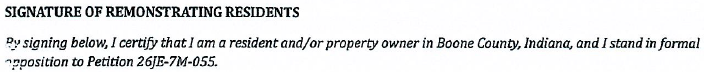 SIGNATURE OF REMONSTRATING RESIDENTS
By signing below, I certify that I am a resident and/or property owner in Boone County, Indiana, and I stand in formal
opposition to Petition 26JE-7M-055.